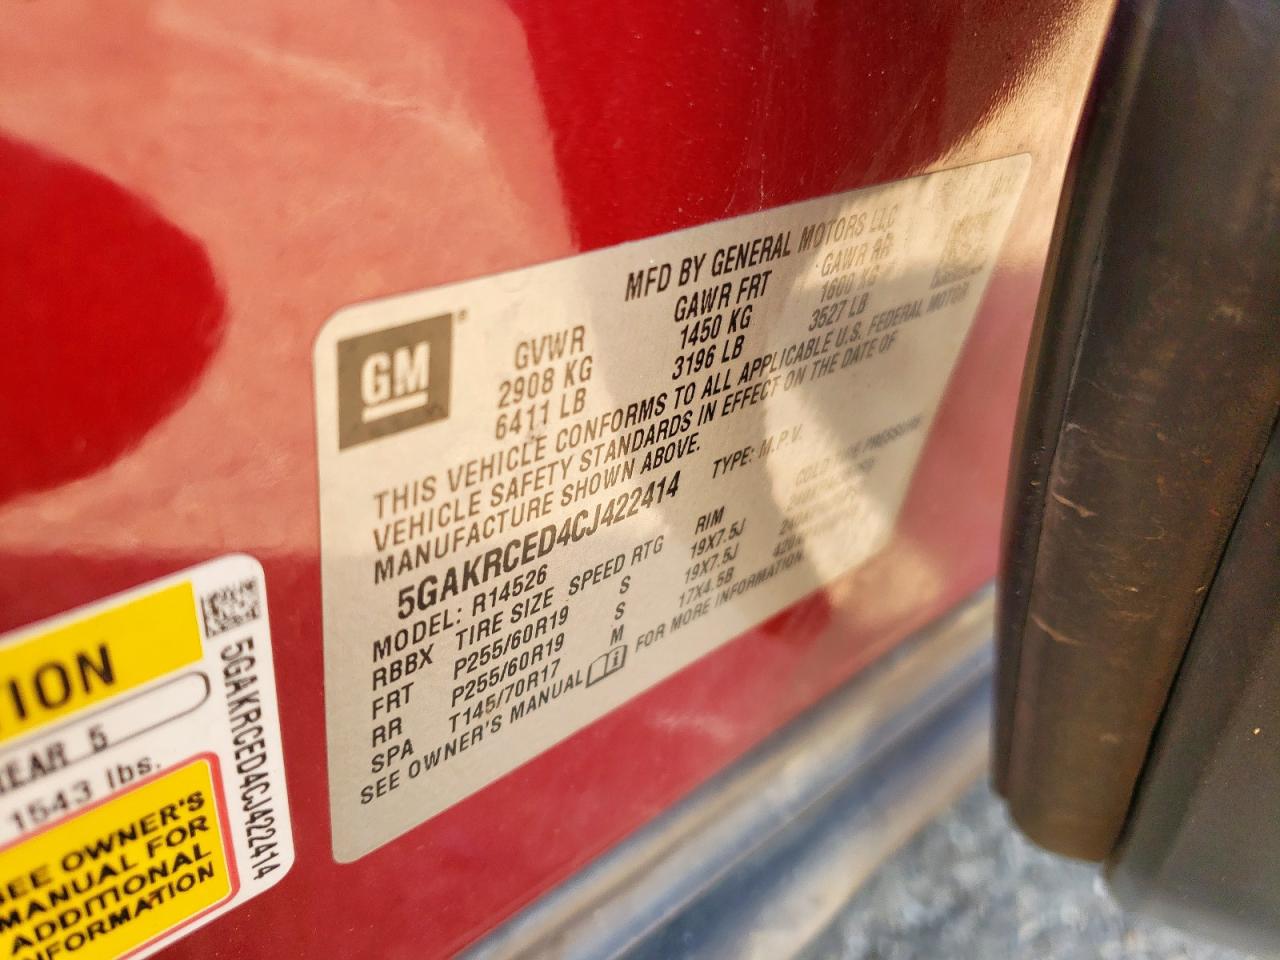 GM ®
MFD BY GENERAL MOTORS LLC
GVWR GAWR FRT GAWR RR
2908 KG 1450 KG 1600 KG
6411 LB 3196 LB 3527 LB
THIS VEHICLE CONFORMS TO ALL APPLICABLE U.S. FEDERAL MOTOR
VEHICLE SAFETY STANDARDS IN EFFECT ON THE DATE OF
MANUFACTURE SHOWN ABOVE.
5GAKRCED4CJ422414 TYPE: M.P.V.
MODEL: R14526
RBBX TIRE SIZE SPEED RTG RIM COLD TIRE PRESSURE
FRT P255/60R19 S 19X7.5J
RR P255/60R19 S 19X7.5J
SPA T145/70R17 M 17X4.5B
SEE OWNER'S MANUAL FOR MORE INFORMATION
TION
REAR 5
1543 lbs.
SEE OWNER'S
MANUAL FOR
ADDITIONAL
INFORMATION
5GAKRCED4CJ422414